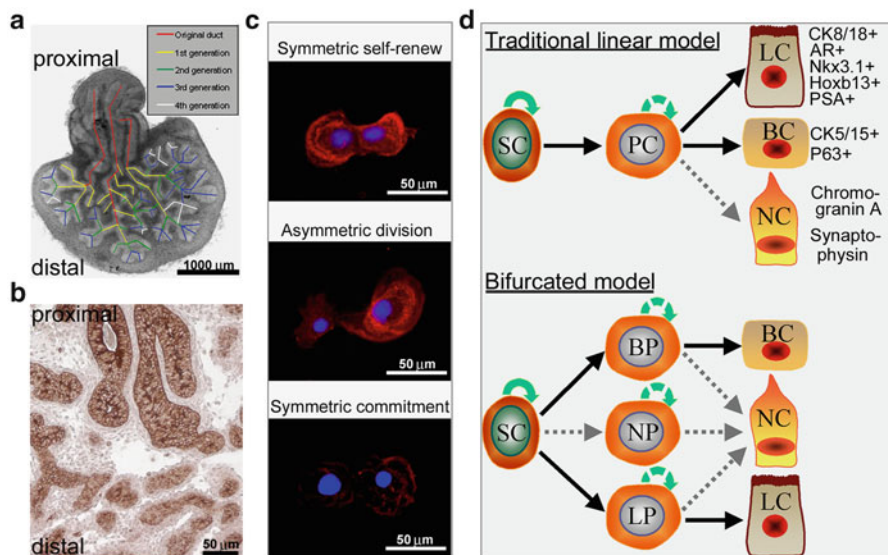 a
Original duct
1st generation
2nd generation
3rd generation
4th generation
proximal
distal
1000 um
b
proximal
distal
50 µm
c
Symmetric self-renew
50 µm
Asymmetric division
50 µm
Symmetric commitment
50 µm
d
Traditional linear model
SC
PC
LC
CK8/18+
AR+
Nkx3.1+
Hoxb13+
PSA+
BC
CK5/15+
P63+
NC
Chromo-
granin A
Synapto-
physin
Bifurcated model
SC
BP
BC
NP
NC
LP
LC